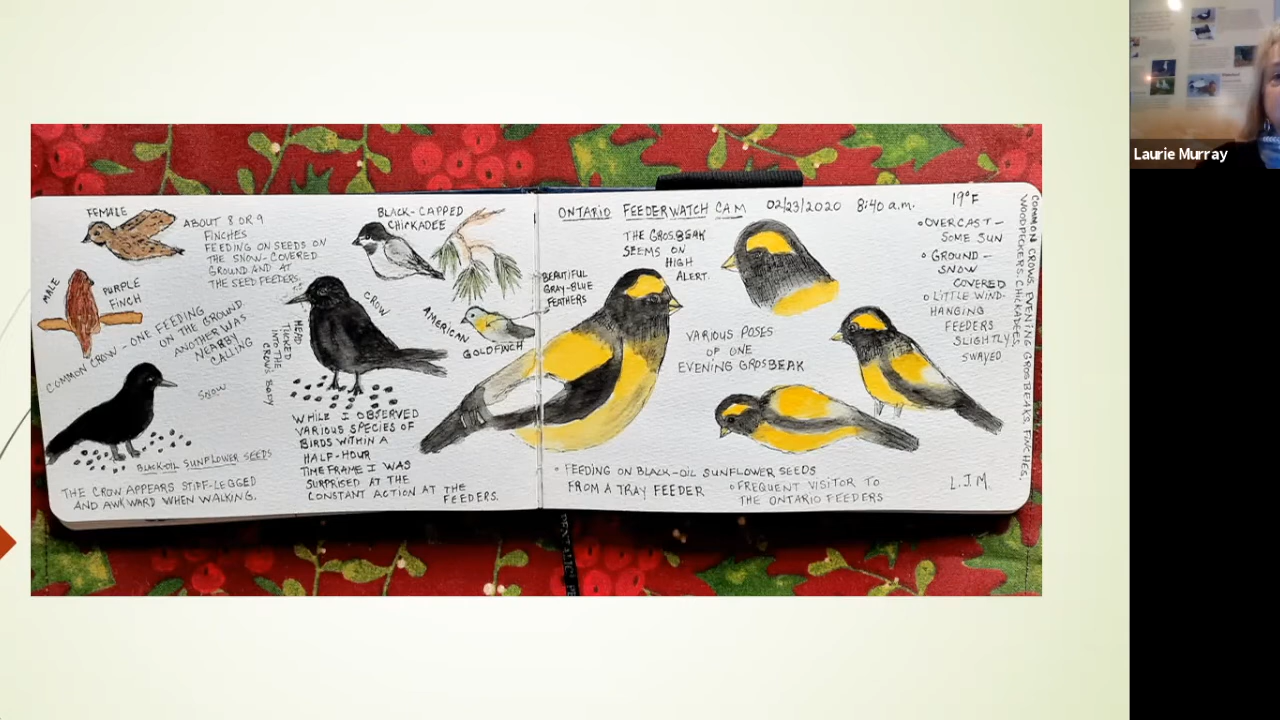 FEMALE
ABOUT 8 OR 9
FINCHES
FEEDING ON SEEDS ON
THE SNOW-COVERED
GROUND AND AT
THE SEED FEEDERS.
MALE
PURPLE
FINCH
COMMON CROW - ONE FEEDING
ON THE GROUND.
ANOTHER WAS
NEARBY
CALLING
SNOW
BLACK-OIL SUNFLOWER SEEDS
THE CROW APPEARS STIFF-LEGGED
AND AWKWARD WHEN WALKING.
BLACK-CAPPED
CHICKADEE
CROW
HEAD
TUCKED
INTO THE
CROW'S BODY
AMERICAN
GOLDFINCH
WHILE I OBSERVED
VARIOUS SPECIES OF
BIRDS WITHIN A
HALF-HOUR
TIME FRAME I WAS
SURPRISED AT THE
CONSTANT ACTION AT THE
FEEDERS.
ONTARIO FEEDERWATCH CAM 02/23/2020 8:40 a.m. 19°F
THE GROSBEAK
SEEMS ON
HIGH
ALERT.
BEAUTIFUL
GRAY-BLUE
FEATHERS
VARIOUS POSES
OF ONE
EVENING GROSBEAK
OVERCAST-
SOME SUN
GROUND-
SNOW
COVERED
LITTLE WIND-
HANGING
FEEDERS
SLIGHTLY
SWAYED
COMMON CROWS, EVENING GROSBEAKS, FINCHES,
WOODPECKERS, CHICKADEES
FEEDING ON BLACK-OIL SUNFLOWER SEEDS
FROM A TRAY FEEDER
FREQUENT VISITOR TO
THE ONTARIO FEEDERS
L.J.M.
Laurie Murray